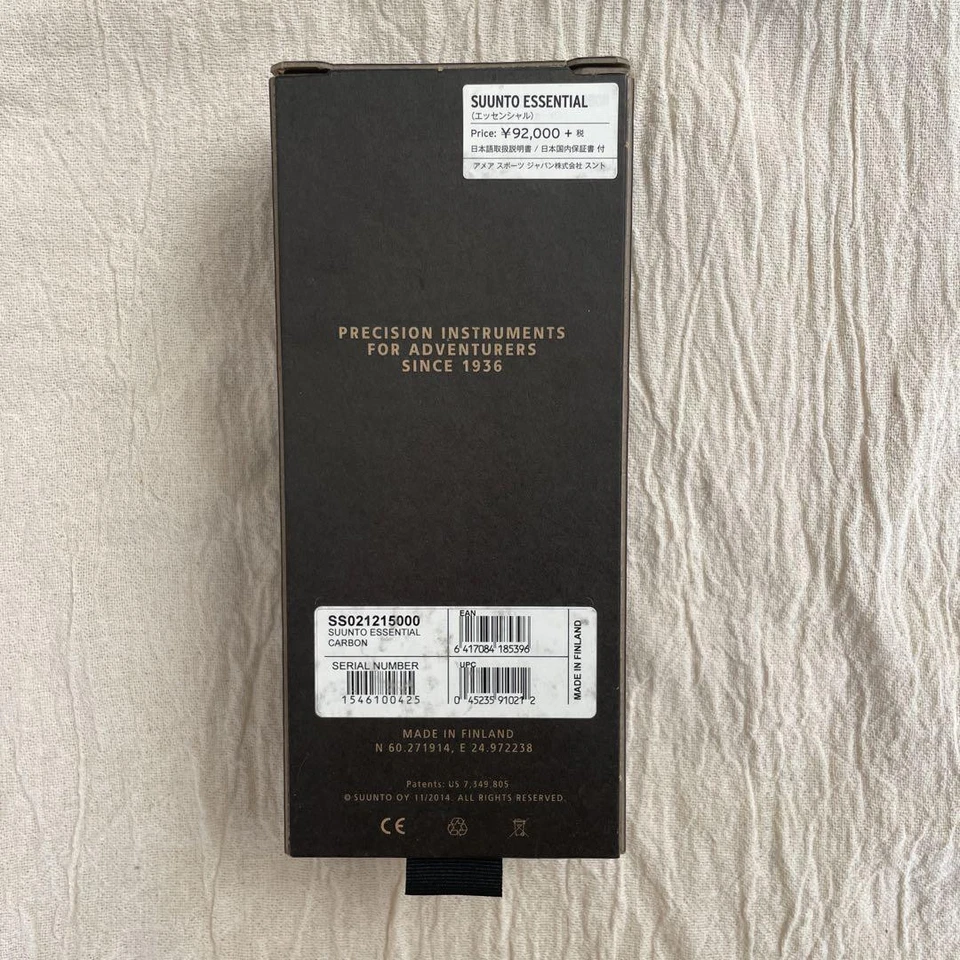 SUUNTO ESSENTIAL
(エッセンシャル)
Price: ¥92,000 + 税
日本語取扱説明書 / 日本国内保証書 付
アメア スポーツ ジャパン株式会社 スント
PRECISION INSTRUMENTS
FOR ADVENTURERS
SINCE 1936
SS021215000
SUUNTO ESSENTIAL
CARBON
SERIAL NUMBER
1546100425
EAN
6 417084 185396
UPC
0 45235 91021 2
MADE IN FINLAND
MADE IN FINLAND
N 60.271914, E 24.972238
Patents: US 7,349,805
© SUUNTO OY 11/2014. ALL RIGHTS RESERVED.
CE